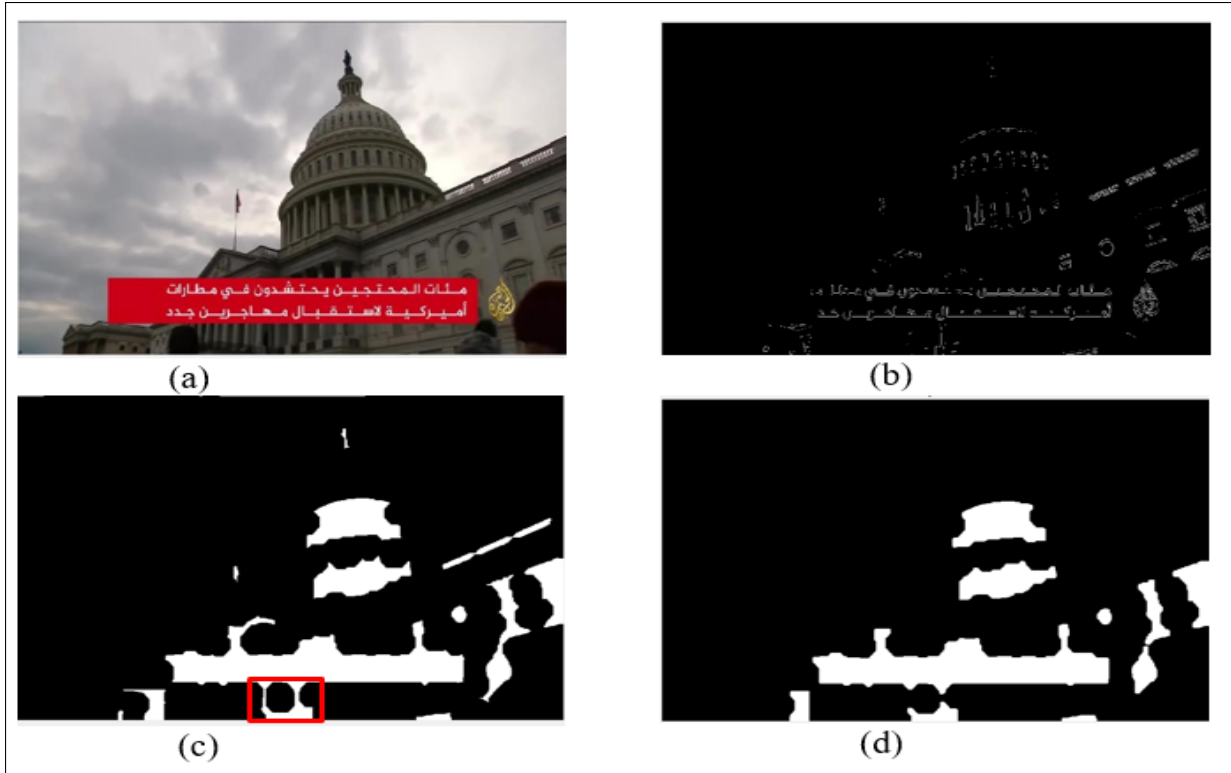 مئات المحتجين يحتشدون في مطارات
أميركية لاستقبال مهاجرين جدد
(a)
(b)
(c)
(d)